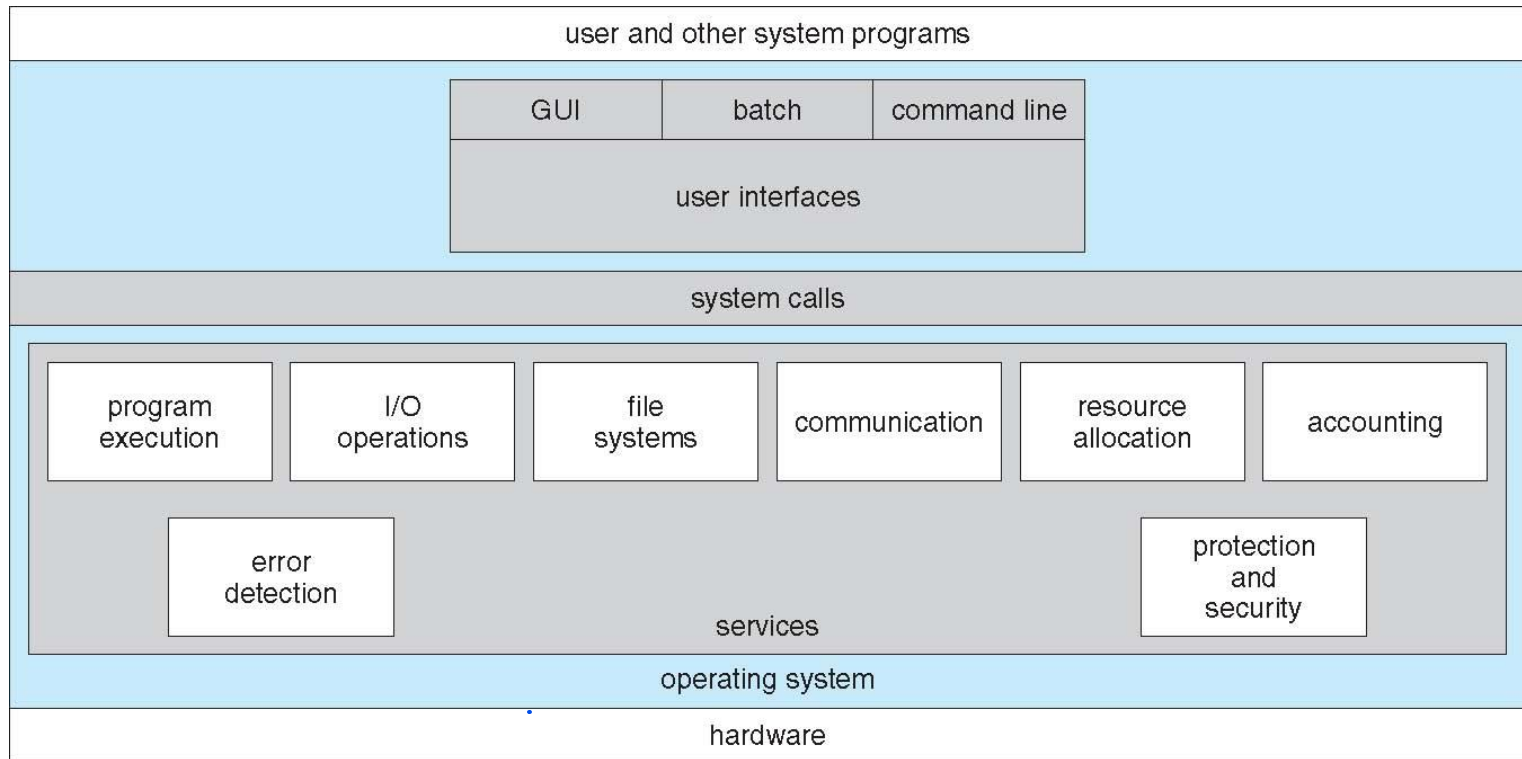 user and other system programs
GUI
batch
command line
user interfaces
system calls
program
execution
I/O
operations
file
systems
communication
resource
allocation
accounting
error
detection
protection
and
security
services
operating system
hardware